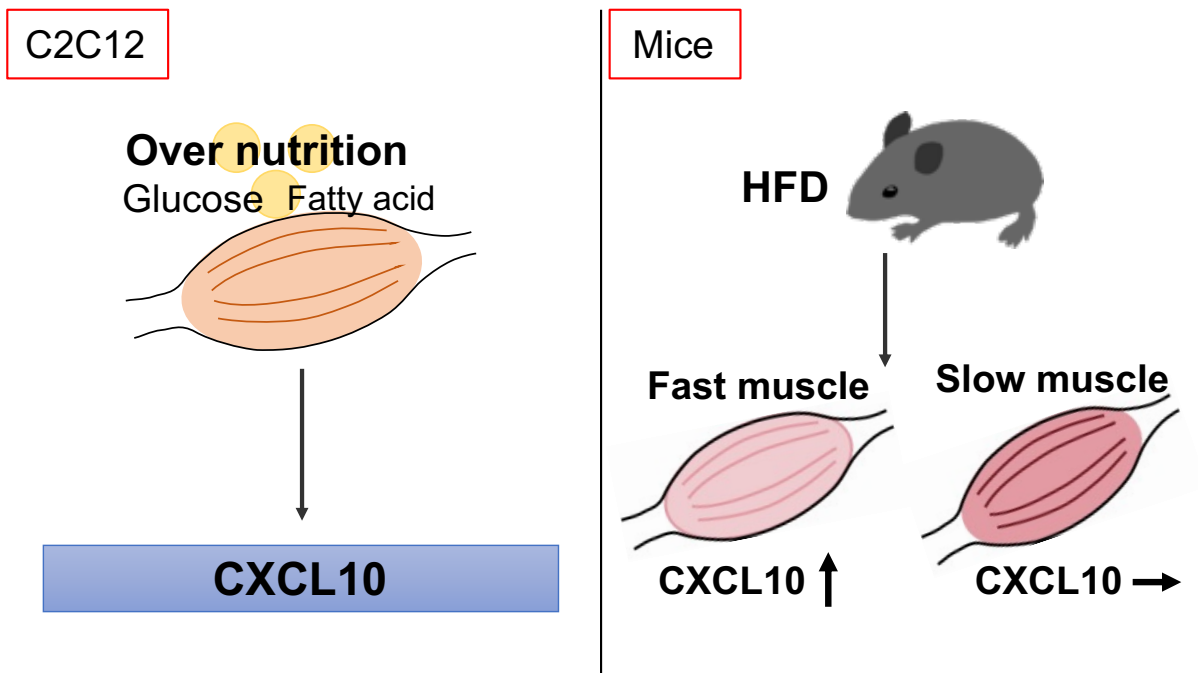 C2C12
Over nutrition
Glucose Fatty acid
CXCL10
Mice
HFD
Fast muscle
Slow muscle
CXCL10 ↑
CXCL10 →